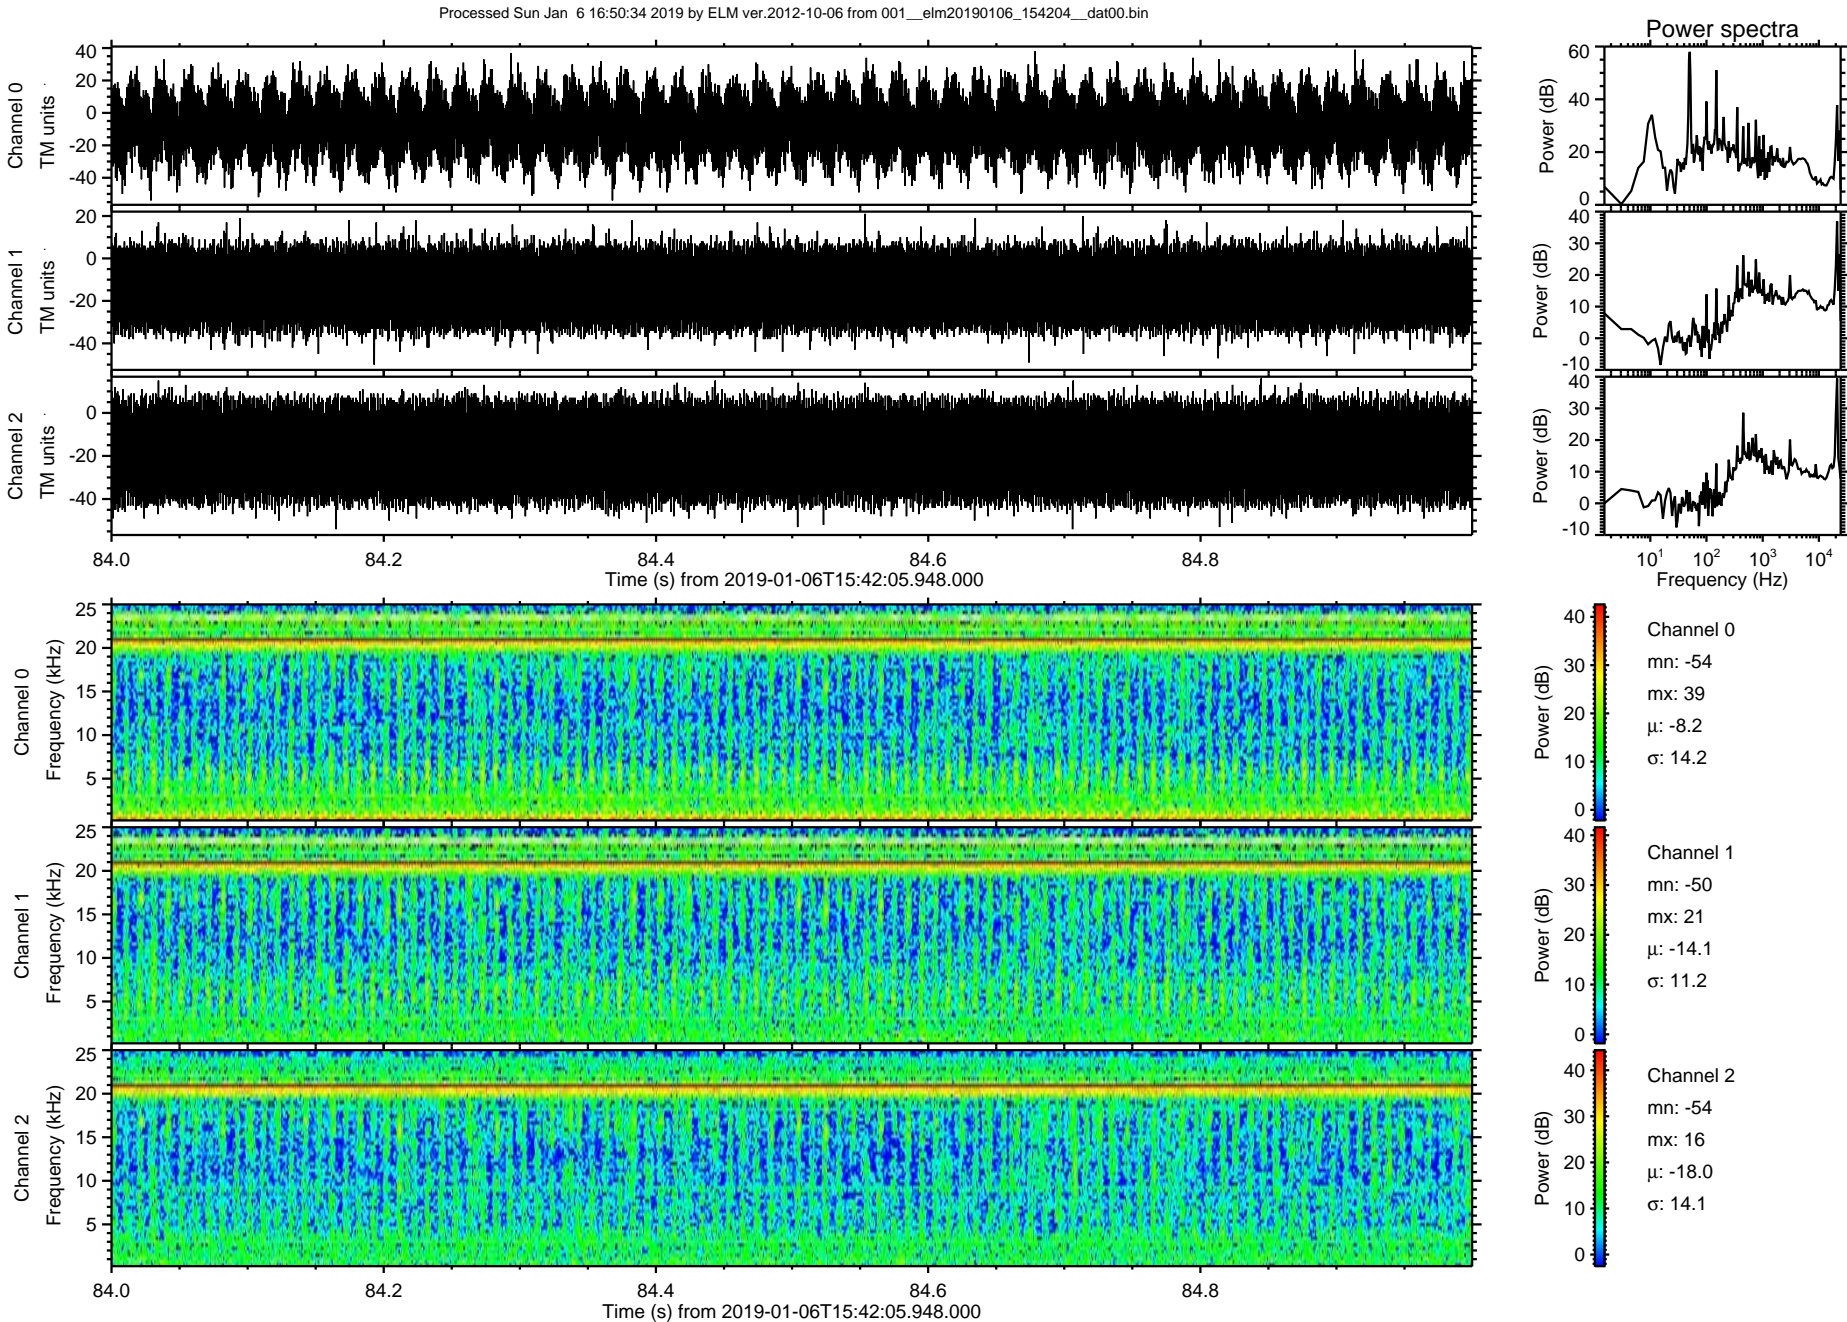 Processed Sun Jan  6 16:50:34 2019 by ELM ver.2012-10-06 from 001__elm20190106_154204__dat00.bin
Power spectra
Channel 0
TM units
40
20
0
-20
-40
Power (dB)
60
40
20
0
Channel 1
TM units
20
0
-20
-40
Power (dB)
40
30
20
10
0
-10
Channel 2
TM units
0
-20
-40
Power (dB)
40
30
20
10
0
-10
84.0 84.2 84.4 84.6 84.8
Time (s) from 2019-01-06T15:42:05.948.000
10¹ 10² 10³ 10⁴
Frequency (Hz)
Channel 0
Frequency (kHz)
25
20
15
10
5
Power (dB)
40
30
20
10
0
Channel 0
mn: -54
mx: 39
μ: -8.2
σ: 14.2
Channel 1
Frequency (kHz)
25
20
15
10
5
Power (dB)
40
30
20
10
0
Channel 1
mn: -50
mx: 21
μ: -14.1
σ: 11.2
Channel 2
Frequency (kHz)
25
20
15
10
5
Power (dB)
40
30
20
10
0
Channel 2
mn: -54
mx: 16
μ: -18.0
σ: 14.1
84.0 84.2 84.4 84.6 84.8
Time (s) from 2019-01-06T15:42:05.948.000